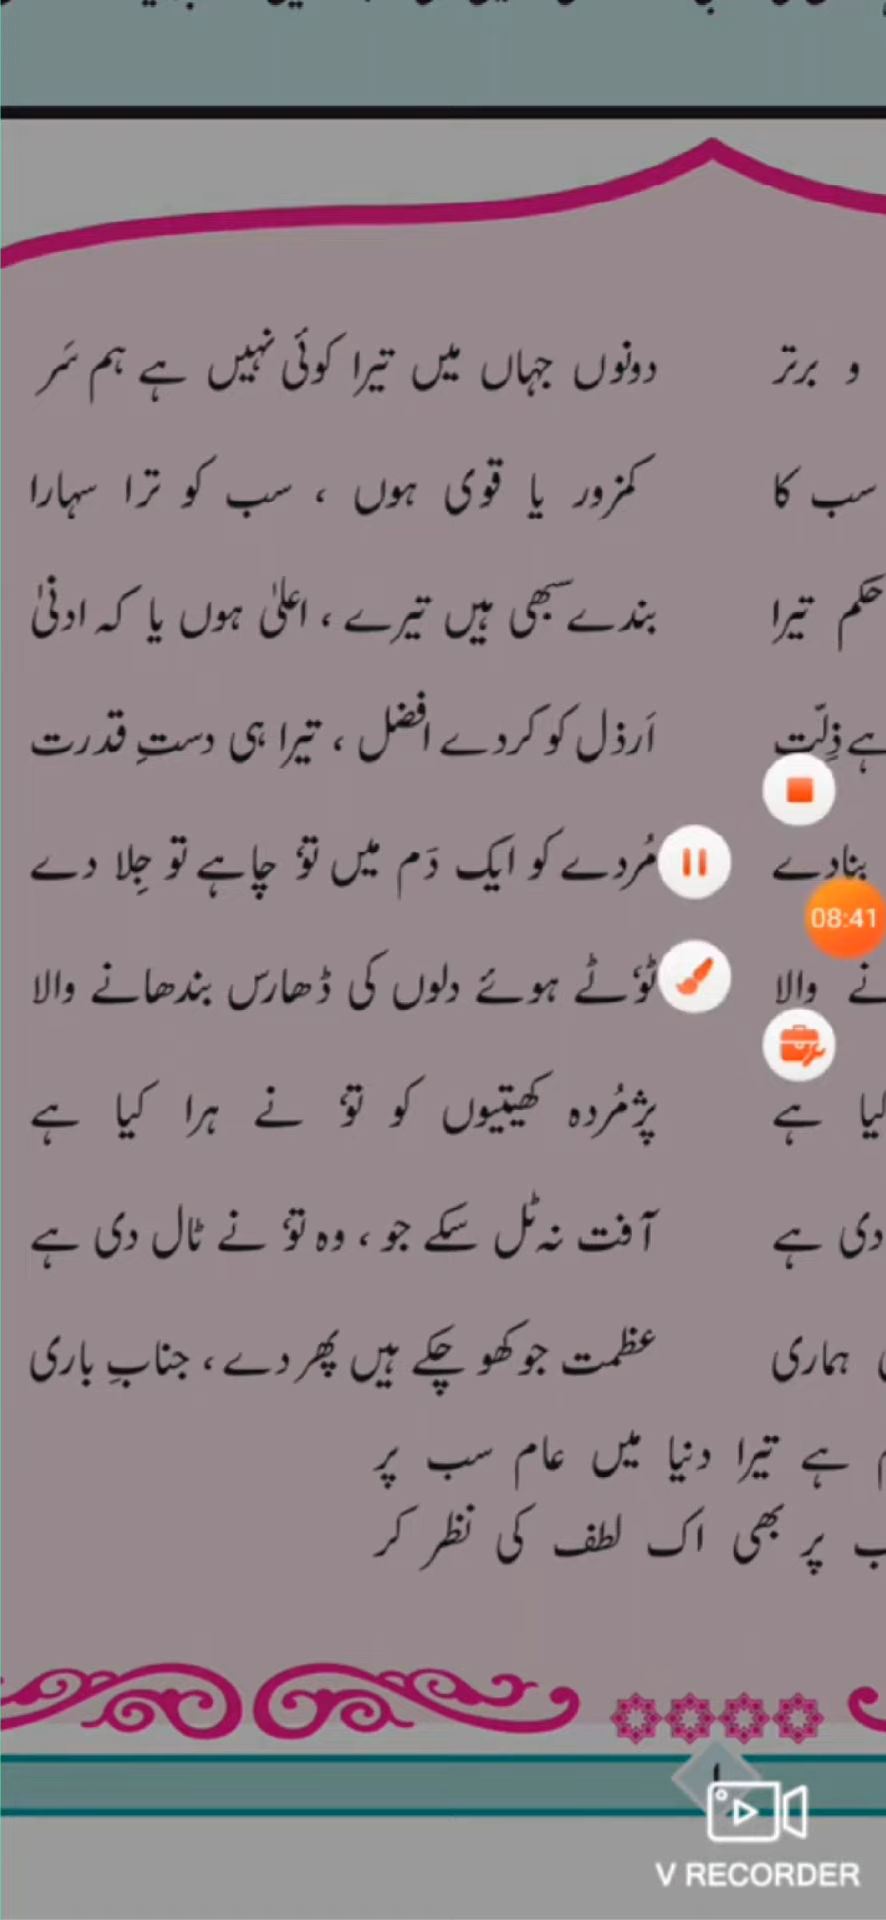 و برتر دونوں جہاں میں تیرا کوئی نہیں ہے ہم سَر
سب کا کمزور یا قوی ہوں ، سب کو ترا سہارا
حکم تیرا بندے سبھی ہیں تیرے ، اعلیٰ ہوں یا کہ ادنیٰ
ہے ذِلّت اَرذل کو کردے افضل ، تیرا ہی دستِ قدرت
بنادے مُردے کو ایک دَم میں توٗ چاہے تو جِلا دے
08:41
والا ٹوٗٹے ہوئے دلوں کی ڈھارس بندھانے والا
کیا ہے پژمُردہ کھیتیوں کو توٗ نے ہرا کیا ہے
دی ہے آفت نہ ٹل سکے جو ، وہ توٗ نے ٹال دی ہے
ہماری عظمت جو کھو چکے ہیں پھر دے ، جنابِ باری
ہے تیرا دنیا میں عام سب پر
پر بھی اک لطف کی نظر کر
V RECORDER